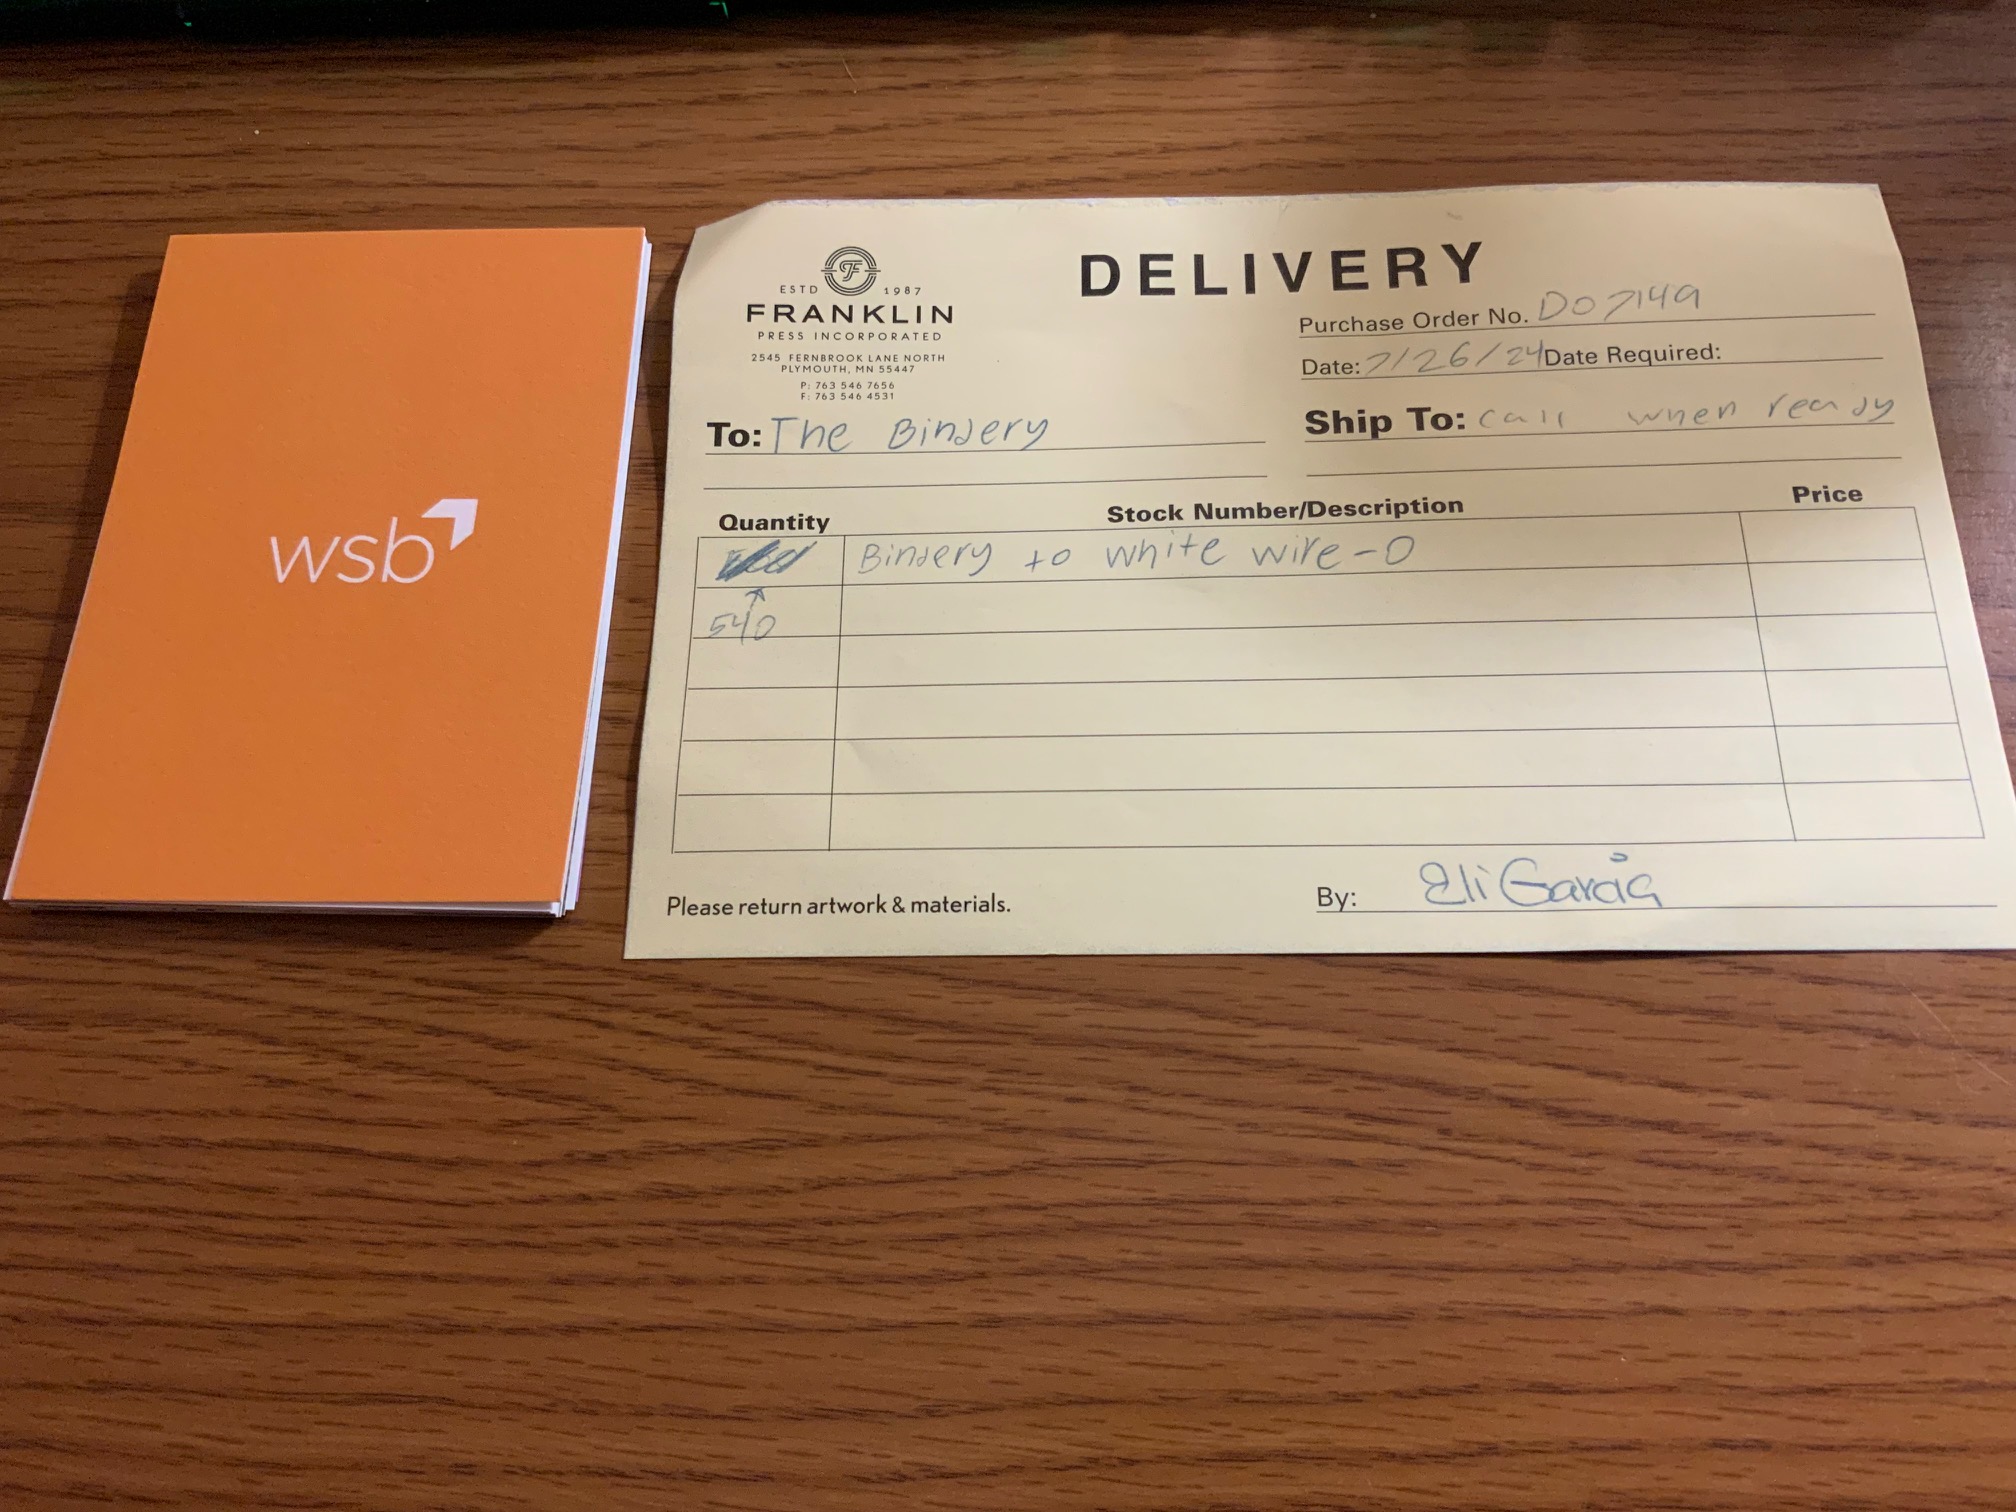 wsb
DELIVERY
ESTD 1987
FRANKLIN
PRESS INCORPORATED
2545 FERNBROOK LANE NORTH
PLYMOUTH, MN 55447
P: 763 546 7656
F: 763 546 4531
Purchase Order No. D07149
Date: 7/26/24 Date Required:
To: The Bindery
Ship To: call when ready
Quantity Stock Number/Description Price
Bindery to white wire-O
540
Please return artwork & materials.
By: Eli Garcia